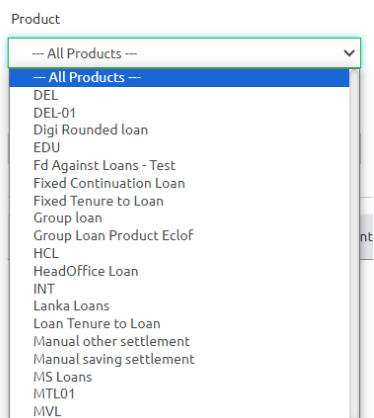 Product
--- All Products ---
--- All Products ---
DEL
DEL-01
Digi Rounded loan
EDU
Fd Against Loans - Test
Fixed Continuation Loan
Fixed Tenure to Loan
Group loan
Group Loan Product Eclof
nt
HCL
HeadOffice Loan
INT
Lanka Loans
Loan Tenure to Loan
Manual other settlement
Manual saving settlement
MS Loans
MTL01
MVL